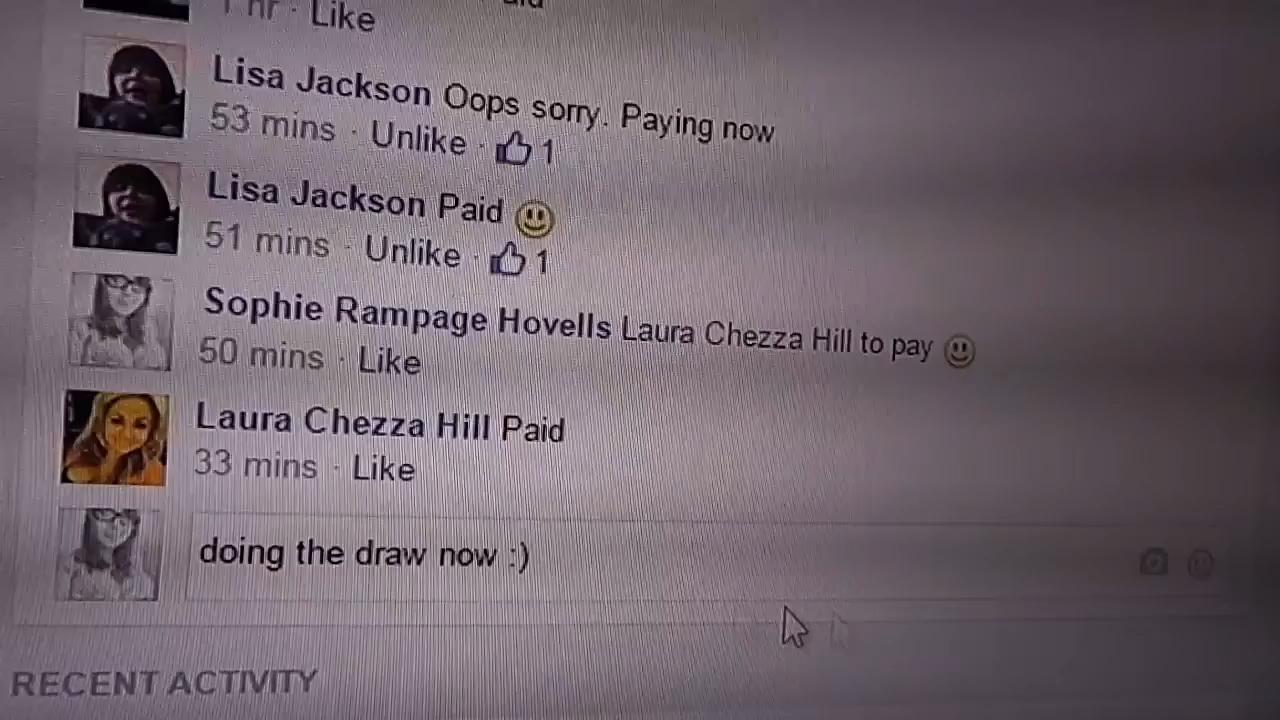 1 hr · Like
Lisa Jackson Oops sorry. Paying now
53 mins · Unlike · 1
Lisa Jackson Paid
51 mins · Unlike · 1
Sophie Rampage Hovells Laura Chezza Hill to pay
50 mins · Like
Laura Chezza Hill Paid
33 mins · Like
doing the draw now :)
RECENT ACTIVITY